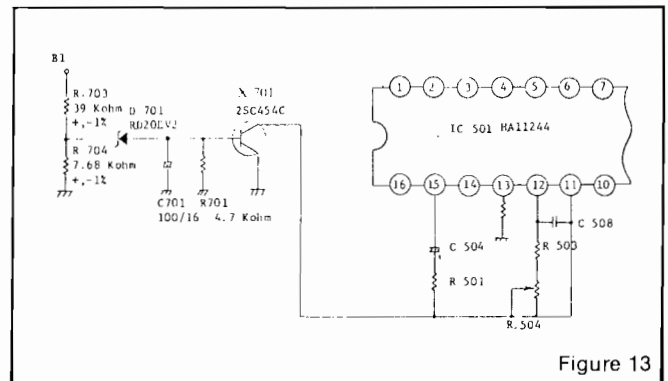 B1
R.703
39 Kohm
+,-1%
D 701
R 704
7.68 Kohm
+,-1%
C701
100/16
R701
4.7 Kohm
701
2SC454C
1 2 3 4 5 6 7
IC 501 HA11244
16 15 14 13 12 11 10
C 504
R 501
C 508
R 503
R.504
Figure 13